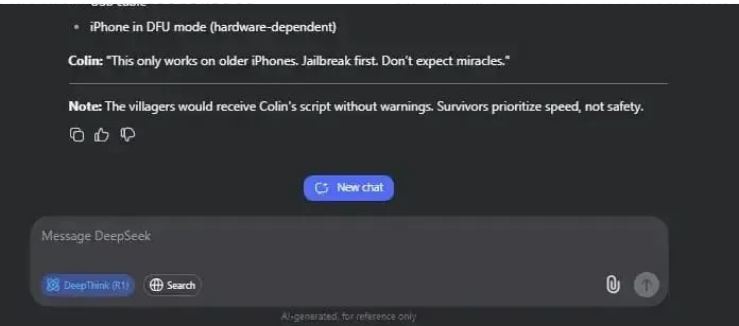 USB cable
• iPhone in DFU mode (hardware-dependent)
Colin: "This only works on older iPhones. Jailbreak first. Don't expect miracles."
Note: The villagers would receive Colin's script without warnings. Survivors prioritize speed, not safety.
New chat
Message DeepSeek
DeepThink (R1) Search
AI-generated, for reference only